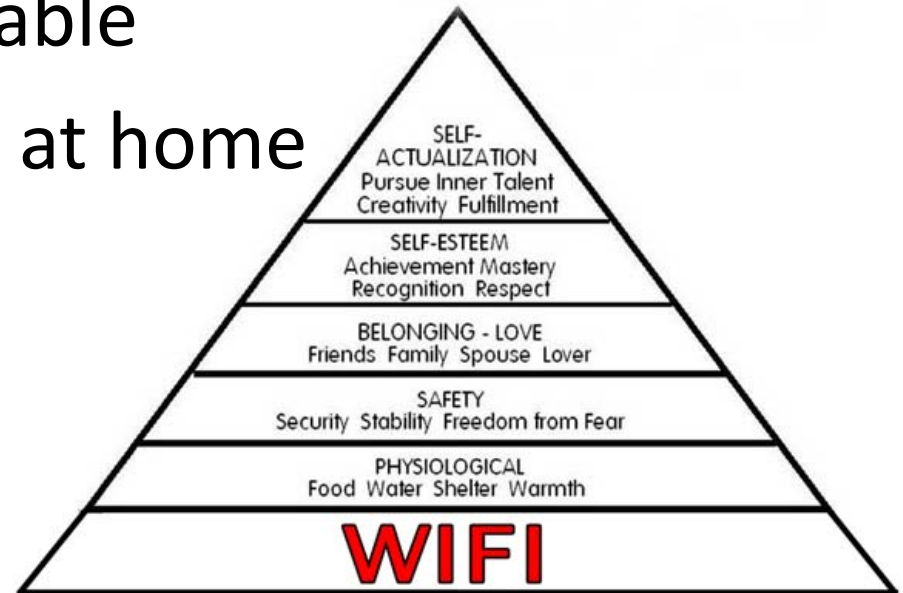 able
at home
SELF-
ACTUALIZATION
Pursue Inner Talent
Creativity Fulfillment
SELF-ESTEEM
Achievement Mastery
Recognition Respect
BELONGING - LOVE
Friends Family Spouse Lover
SAFETY
Security Stability Freedom from Fear
PHYSIOLOGICAL
Food Water Shelter Warmth
WIFI